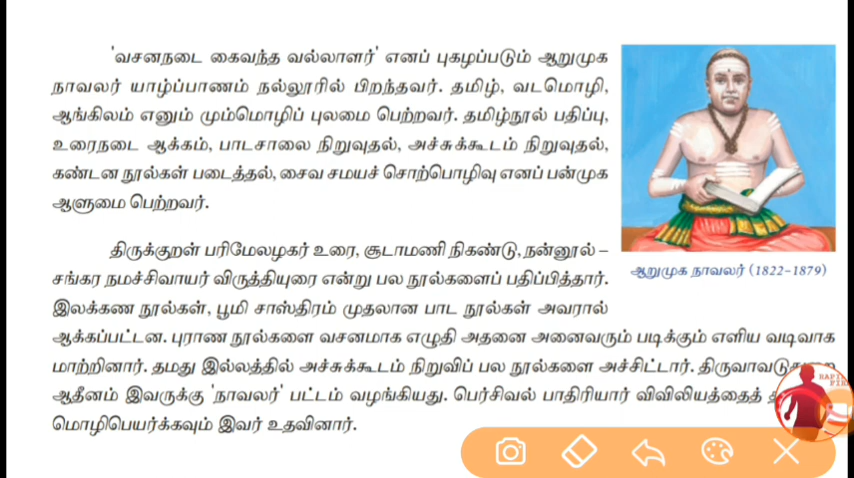 'வசனநடை கைவந்த வல்லாளர்' எனப் புகழப்படும் ஆறுமுக
நாவலர் யாழ்ப்பாணம் நல்லூரில் பிறந்தவர். தமிழ், வடமொழி,
ஆங்கிலம் எனும் மும்மொழிப் புலமை பெற்றவர். தமிழ்நூல் பதிப்பு,
உரைநடை ஆக்கம், பாடசாலை நிறுவுதல், அச்சுக்கூடம் நிறுவுதல்,
கண்டன நூல்கள் படைத்தல், சைவ சமயச் சொற்பொழிவு எனப் பன்முக
ஆளுமை பெற்றவர்.
திருக்குறள் பரிமேலழகர் உரை, சூடாமணி நிகண்டு, நன்னூல் –
சங்கர நமச்சிவாயர் விருத்தியுரை என்று பல நூல்களைப் பதிப்பித்தார்.
இலக்கண நூல்கள், பூமி சாஸ்திரம் முதலான பாட நூல்கள் அவரால்
ஆக்கப்பட்டன. புராண நூல்களை வசனமாக எழுதி அதனை அனைவரும் படிக்கும் எளிய வடிவாக
மாற்றினார். தமது இல்லத்தில் அச்சுக்கூடம் நிறுவிப் பல நூல்களை அச்சிட்டார்.
ஆதீனம் இவருக்கு 'நாவலர்' பட்டம் வழங்கியது. பெர்சிவல் பாதிரியார் விவிலியத்தைத்
மொழிபெயர்க்கவும் இவர் உதவினார்.
ஆறுமுக நாவலர் (1822-1879)